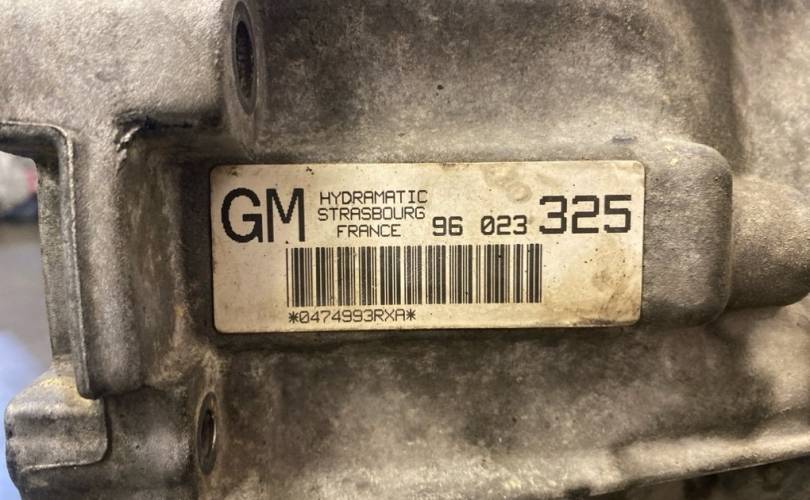 GM HYDRAMATIC
STRASBOURG
FRANCE 96 023 325
*0474993RXA*